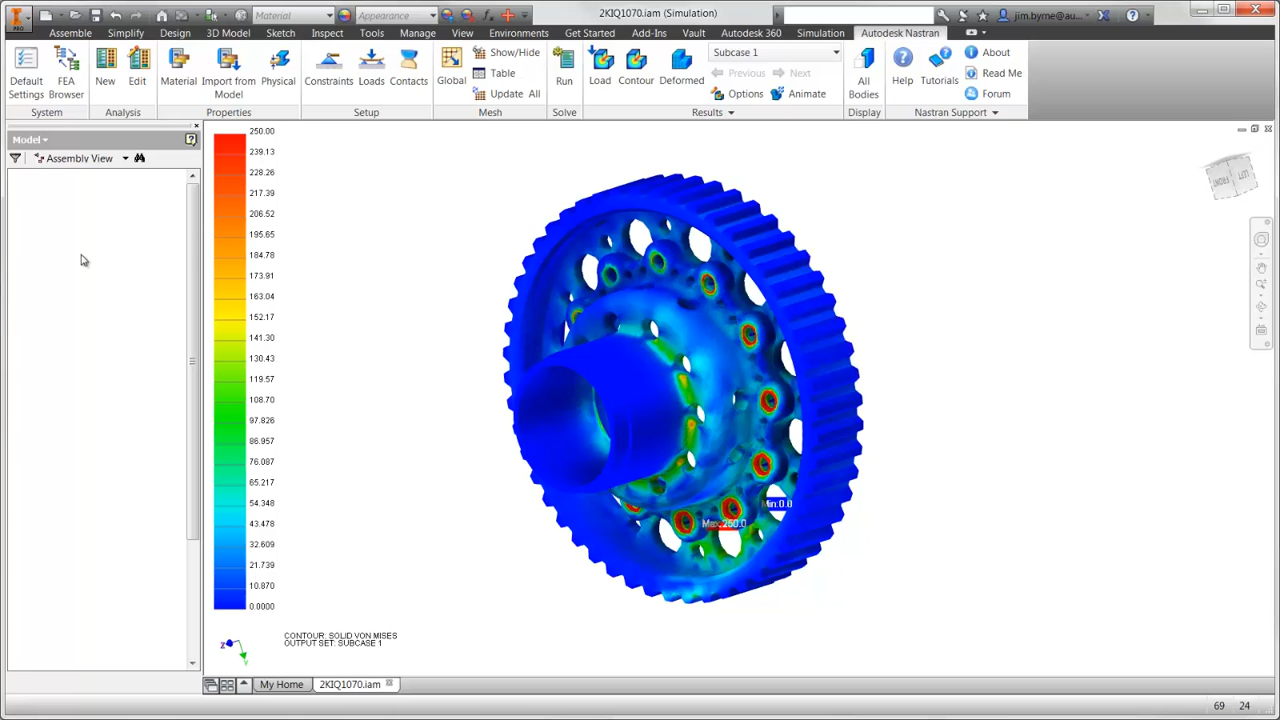 PRO
Material
Appearance
2KIQ1070.iam (Simulation)
jim.byrne@au...
Assemble Simplify Design 3D Model Sketch Inspect Tools Manage View Environments Get Started Add-Ins Vault Autodesk 360 Simulation Autodesk Nastran
Default Settings
FEA Browser
System
New
Edit
Analysis
Material
Import from Model
Physical
Properties
Constraints
Loads
Contacts
Setup
Global
Show/Hide
Table
Update All
Mesh
Run
Solve
Load
Contour
Deformed
Subcase 1
Previous Next
Options Animate
Results
All Bodies
Display
Help
Tutorials
About
Read Me
Forum
Nastran Support
Model
Assembly View
250.00
239.13
228.26
217.39
206.52
195.65
184.78
173.91
163.04
152.17
141.30
130.43
119.57
108.70
97.826
86.957
76.087
65.217
54.348
43.478
32.609
21.739
10.870
0.0000
FRONT
LEFT
Min:0.0
Max:250.0
CONTOUR: SOLID VON MISES
OUTPUT SET: SUBCASE 1
Z
Y
My Home
2KIQ1070.iam
69 24